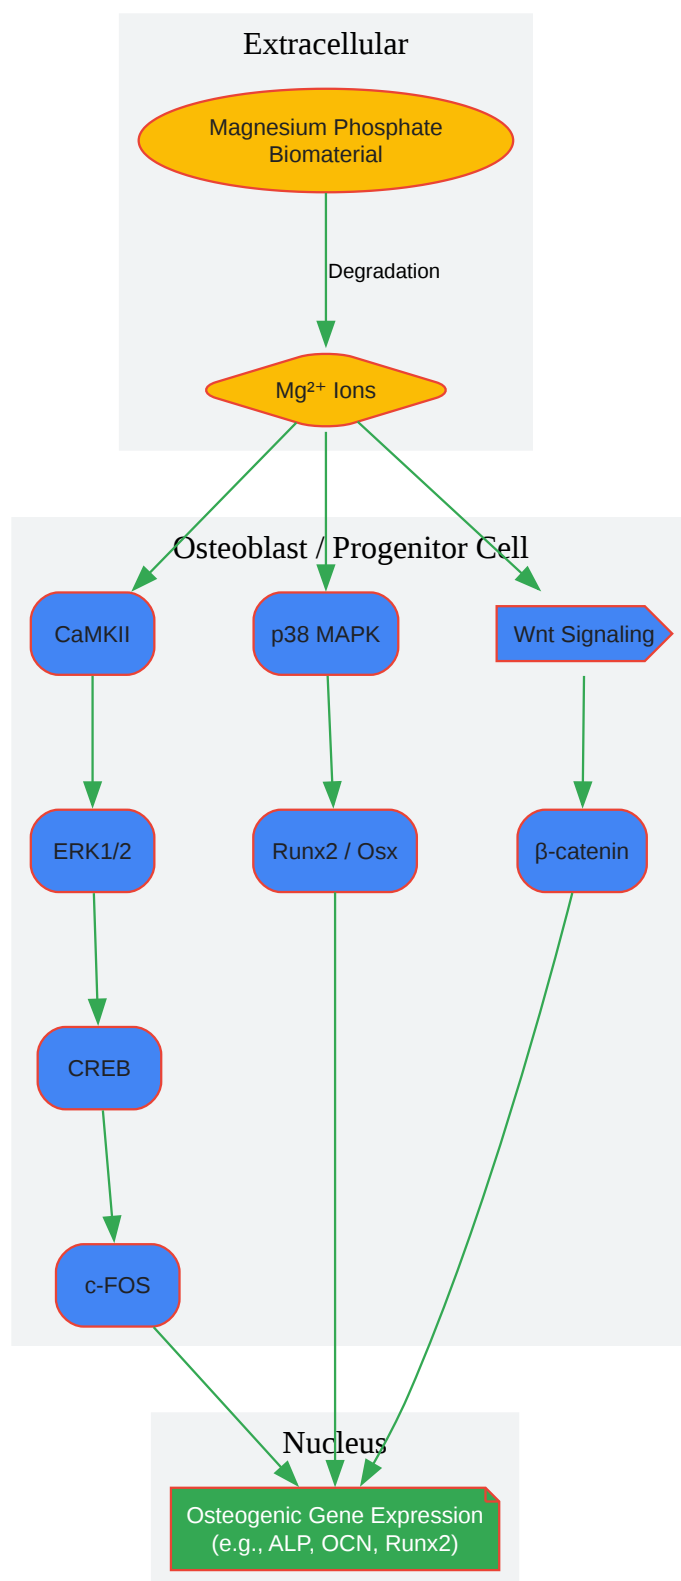 Extracellular
Magnesium Phosphate
Biomaterial
Degradation
Mg²⁺ Ions
Osteoblast / Progenitor Cell
CaMKII
p38 MAPK
Wnt Signaling
ERK1/2
Runx2 / Osx
β-catenin
CREB
c-FOS
Nucleus
Osteogenic Gene Expression
(e.g., ALP, OCN, Runx2)